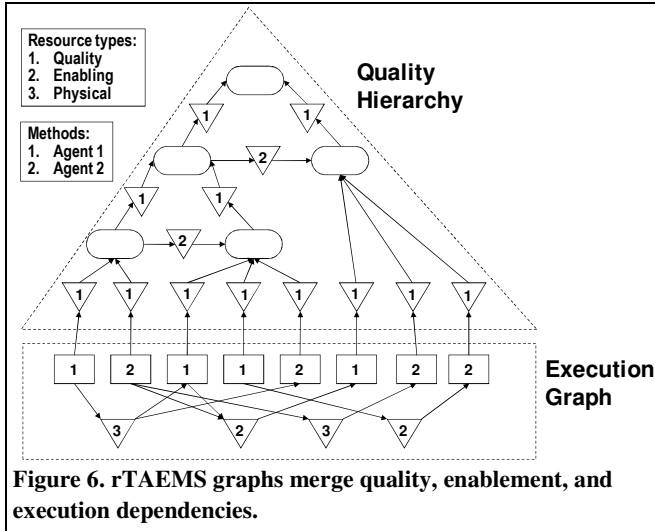 Resource types:
1. Quality
2. Enabling
3. Physical
Methods:
1. Agent 1
2. Agent 2
Quality
Hierarchy
1 1
2
1 1
2
1 1 1 1 1 1 1 1
1 2 1 1 2 1 2 2
3 2 3 2
Execution
Graph
Figure 6. rTAEMS graphs merge quality, enablement, and
execution dependencies.